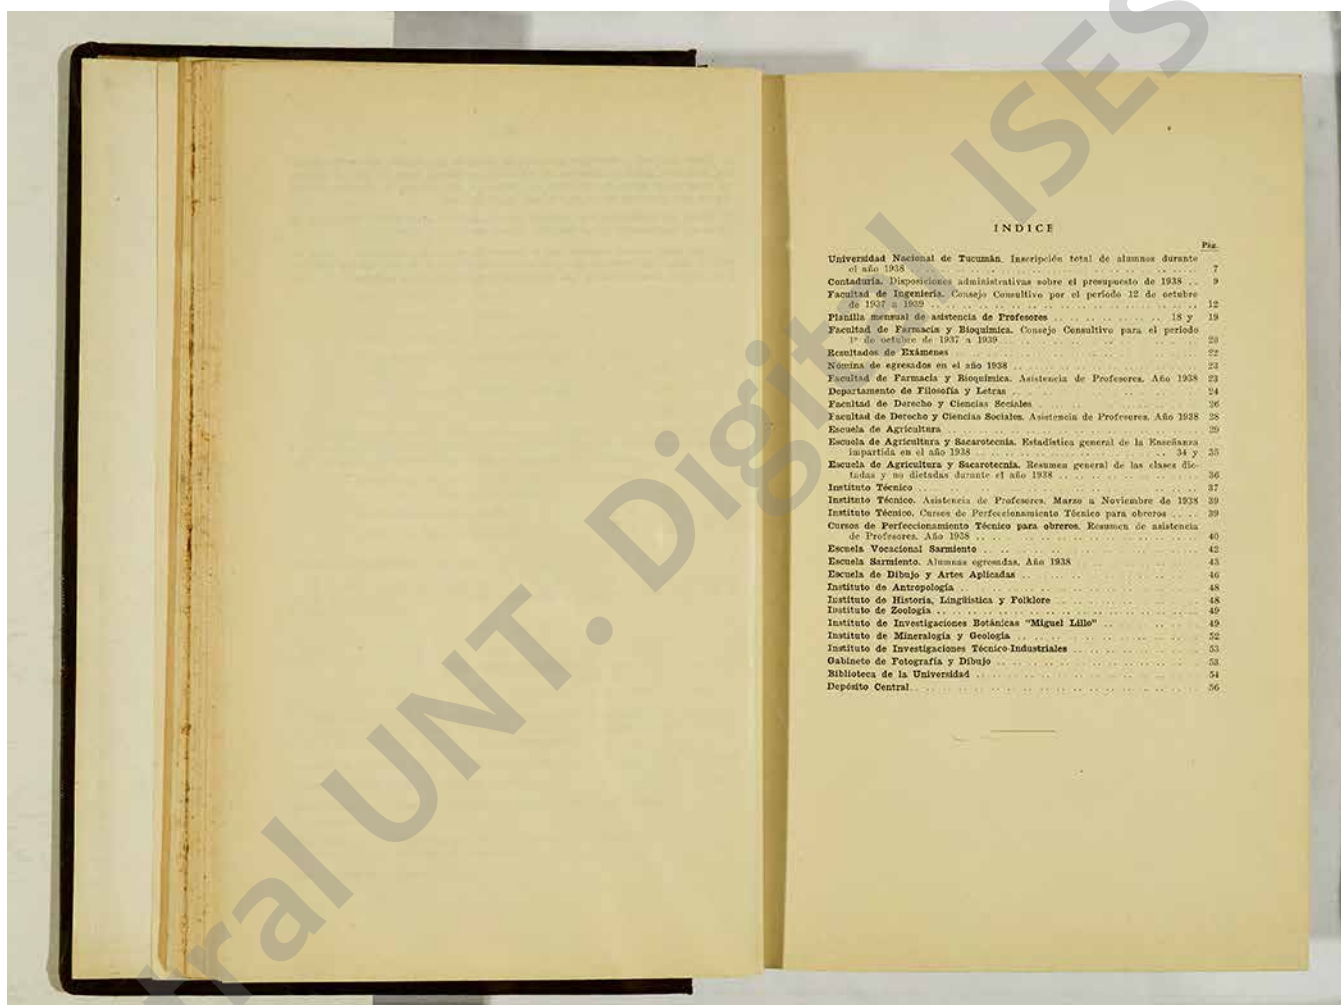 INDICE
Pág.
Universidad Nacional de Tucumán. Inscripción total de alumnos durante
el año 1938 .. .. .. .. .. .. .. .. .. .. 7
Contaduría. Disposiciones administrativas sobre el presupuesto de 1938 .. 9
Facultad de Ingeniería. Consejo Consultivo por el período 12 de octubre
de 1937 a 1939 .. .. .. .. .. .. .. .. .. .. 12
Planilla mensual de asistencia de Profesores .. .. .. .. .. .. 18 y 19
Facultad de Farmacia y Bioquímica. Consejo Consultivo para el período
1º de octubre de 1937 a 1939 .. .. .. .. .. .. .. 20
Resultados de Exámenes .. .. .. .. .. .. .. .. .. 22
Nómina de egresados en el año 1938 .. .. .. .. .. .. .. 23
Facultad de Farmacia y Bioquímica. Asistencia de Profesores. Año 1938 23
Departamento de Filosofía y Letras .. .. .. .. .. .. .. 24
Facultad de Derecho y Ciencias Sociales .. .. .. .. .. .. 26
Facultad de Derecho y Ciencias Sociales. Asistencia de Profesores. Año 1938 28
Escuela de Agricultura .. .. .. .. .. .. .. .. .. 29
Escuela de Agricultura y Sacarotecnia. Estadística general de la Enseñanza
impartida en el año 1938 .. .. .. .. .. .. .. 34 y 35
Escuela de Agricultura y Sacarotecnia. Resumen general de las clases dic-
tadas y no dictadas durante el año 1938 .. .. .. .. .. 36
Instituto Técnico .. .. .. .. .. .. .. .. .. .. 37
Instituto Técnico. Asistencia de Profesores. Marzo a Noviembre de 1938 39
Instituto Técnico. Cursos de Perfeccionamiento Técnico para obreros .. .. 39
Cursos de Perfeccionamiento Técnico para obreros. Resumen de asistencia
de Profesores. Año 1938 .. .. .. .. .. .. .. .. 40
Escuela Vocacional Sarmiento .. .. .. .. .. .. .. .. 42
Escuela Sarmiento. Alumnas egresadas. Año 1938 .. .. .. .. 45
Escuela de Dibujo y Artes Aplicadas .. .. .. .. .. .. 46
Instituto de Antropología .. .. .. .. .. .. .. .. 48
Instituto de Historia, Lingüística y Folklore .. .. .. .. .. 48
Instituto de Zoología .. .. .. .. .. .. .. .. .. 49
Instituto de Investigaciones Botánicas "Miguel Lillo" .. .. .. 49
Instituto de Mineralogía y Geología .. .. .. .. .. .. 52
Instituto de Investigaciones Técnico-Industriales .. .. .. .. 53
Gabinete de Fotografía y Dibujo .. .. .. .. .. .. .. 53
Biblioteca de la Universidad .. .. .. .. .. .. .. .. 54
Depósito Central .. .. .. .. .. .. .. .. .. .. 56
tral UNT. Digital ISES